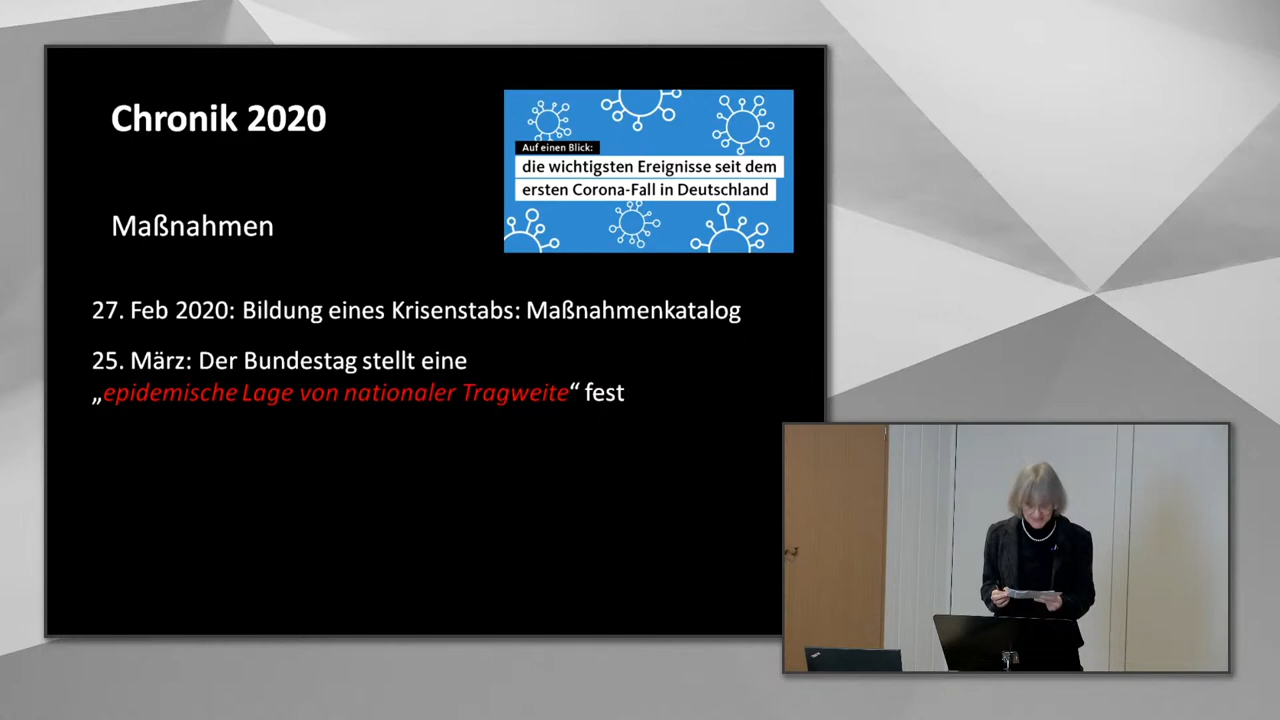 Chronik 2020
Auf einen Blick:
die wichtigsten Ereignisse seit dem
ersten Corona-Fall in Deutschland
Maßnahmen
27. Feb 2020: Bildung eines Krisenstabs: Maßnahmenkatalog
25. März: Der Bundestag stellt eine
„epidemische Lage von nationaler Tragweite“ fest